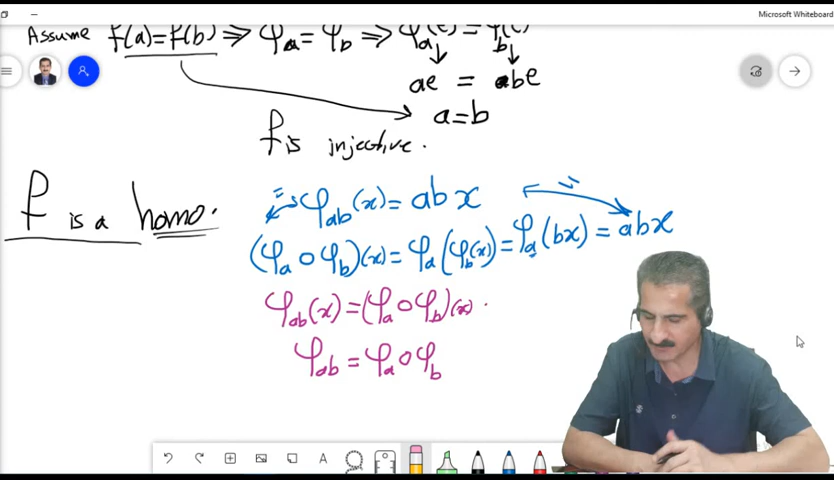 Microsoft Whiteboard
Assume f(a)=f(b) ⇒ φa = φb ⇒ φa(e) = φb(e)
ae = be
a=b
f is injective.
f is a homo.
φab(x) = abx
(φa ∘ φb)(x) = φa(φb(x)) = φa(bx) = abx
φab(x) = (φa ∘ φb)(x).
φab = φa ∘ φb
A